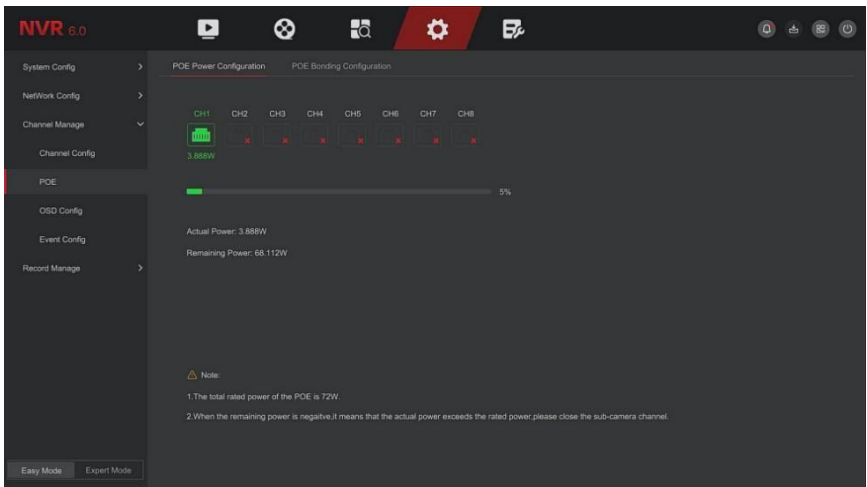 NVR 6.0
System Config
NetWork Config
Channel Manage
Channel Config
POE
OSD Config
Event Config
Record Manage
Easy Mode Expert Mode
POE Power Configuration POE Bonding Configuration
CH1 CH2 CH3 CH4 CH5 CH6 CH7 CH8
3.888W
5%
Actual Power: 3.888W
Remaining Power: 68.112W
Note:
1.The total rated power of the POE is 72W.
2.When the remaining power is negaitve,it means that the actual power exceeds the rated power,please close the sub-camera channel.